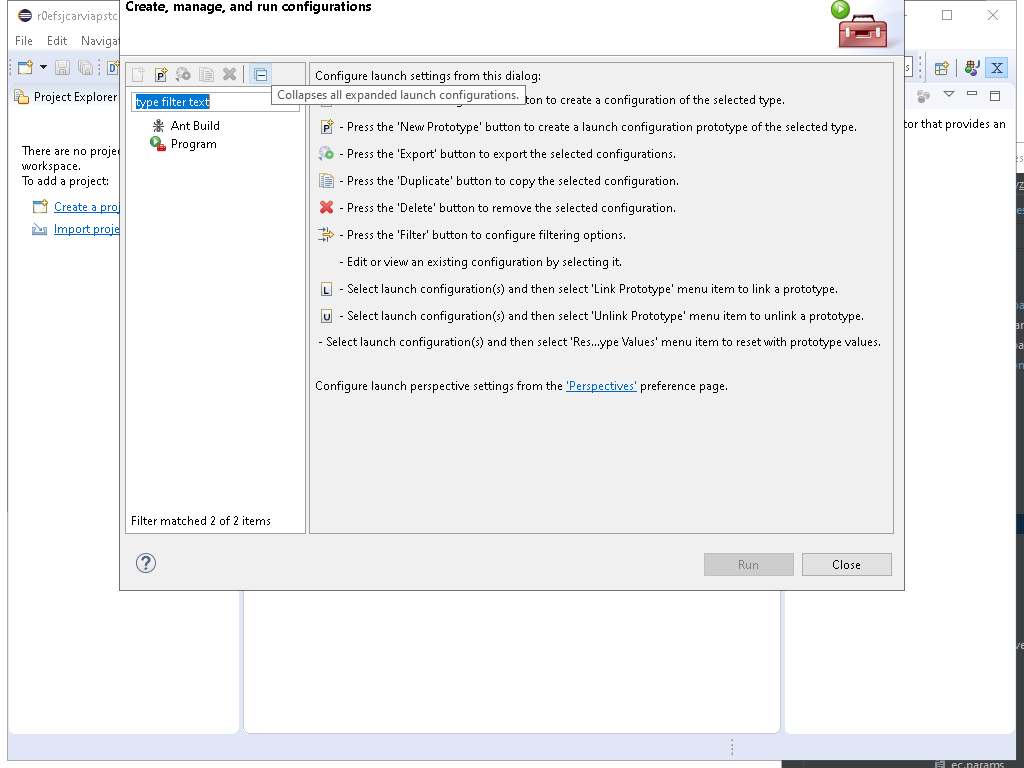 Create, manage, and run configurations
r0efsjcarviapstc
File Edit Naviga
Project Explorer
There are no proje
workspace.
To add a project:
Create a proj
Import proje
type filter text
Ant Build
Program
Filter matched 2 of 2 items
Configure launch settings from this dialog:
Collapses all expanded launch configurations.
ton to create a configuration of the selected type.
- Press the 'New Prototype' button to create a launch configuration prototype of the selected type.
- Press the 'Export' button to export the selected configurations.
- Press the 'Duplicate' button to copy the selected configuration.
- Press the 'Delete' button to remove the selected configuration.
- Press the 'Filter' button to configure filtering options.
- Edit or view an existing configuration by selecting it.
L - Select launch configuration(s) and then select 'Link Prototype' menu item to link a prototype.
U - Select launch configuration(s) and then select 'Unlink Prototype' menu item to unlink a prototype.
- Select launch configuration(s) and then select 'Res...ype Values' menu item to reset with prototype values.
Configure launch perspective settings from the 'Perspectives' preference page.
Run
Close
tor that provides an
ec.params